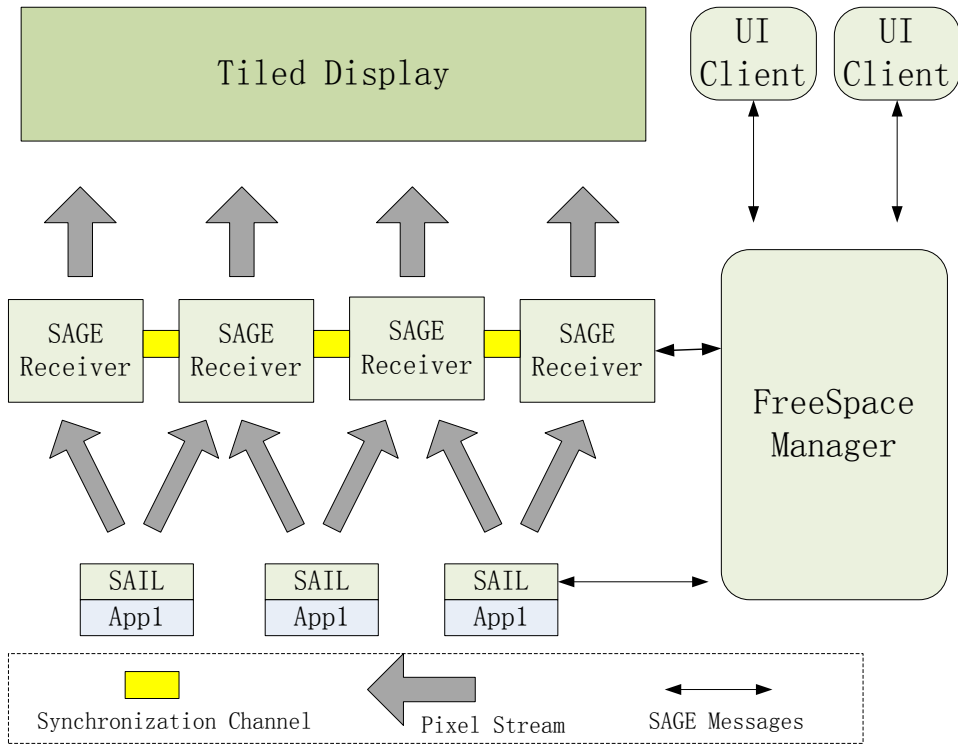 Tiled Display
UI
Client
UI
Client
SAGE
Receiver
SAGE
Receiver
SAGE
Receiver
SAGE
Receiver
FreeSpace
Manager
SAIL
App1
SAIL
App1
SAIL
App1
Synchronization Channel
Pixel Stream
SAGE Messages